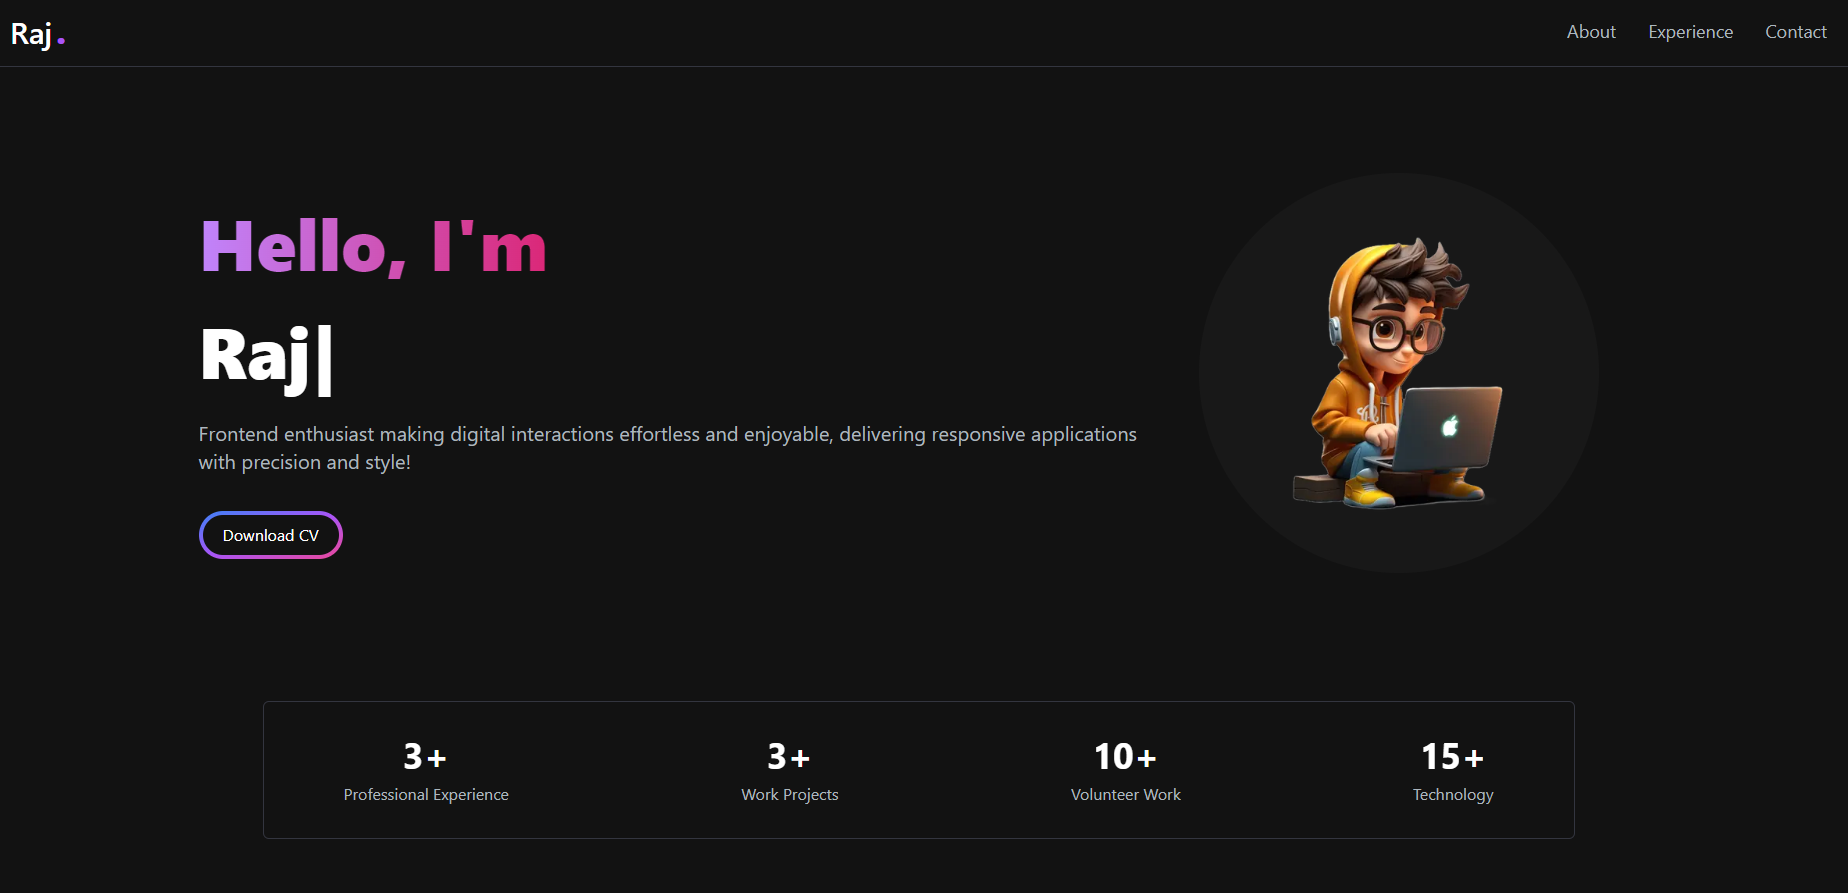 Raj.
About Experience Contact
Hello, I'm
Raj|
Frontend enthusiast making digital interactions effortless and enjoyable, delivering responsive applications
with precision and style!
Download CV
3+ 3+ 10+ 15+
Professional Experience Work Projects Volunteer Work Technology